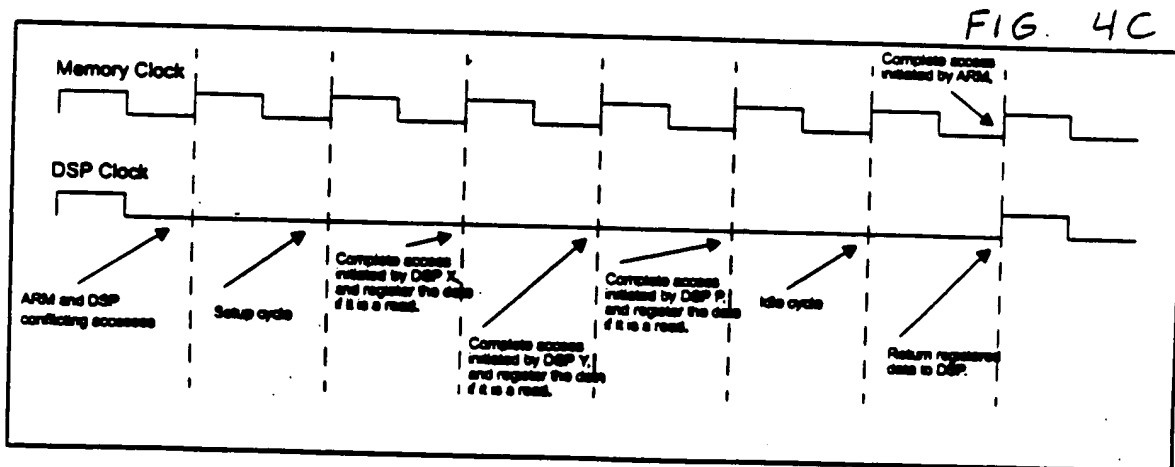 FIG. 4C
Complete access
initiated by ARM.
Memory Clock
DSP Clock
ARM and DSP
conflicting accesses
Setup cycle
Complete access
initiated by DSP X,
and register the data
if it is a read.
Complete access
initiated by DSP Y,
and register the data
if it is a read.
Complete access
initiated by DSP P,
and register the data
if it is a read.
Idle cycle
Return registered
data to DSP.